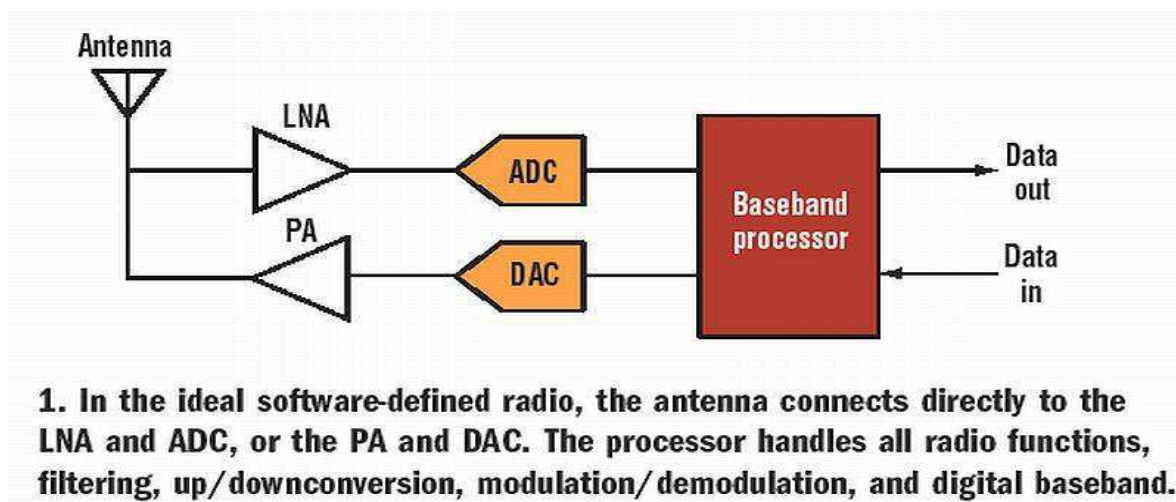 Antenna
LNA
ADC
Data
out
Baseband
processor
PA
DAC
Data
in
1. In the ideal software-defined radio, the antenna connects directly to the
LNA and ADC, or the PA and DAC. The processor handles all radio functions,
filtering, up/downconversion, modulation/demodulation, and digital baseband.